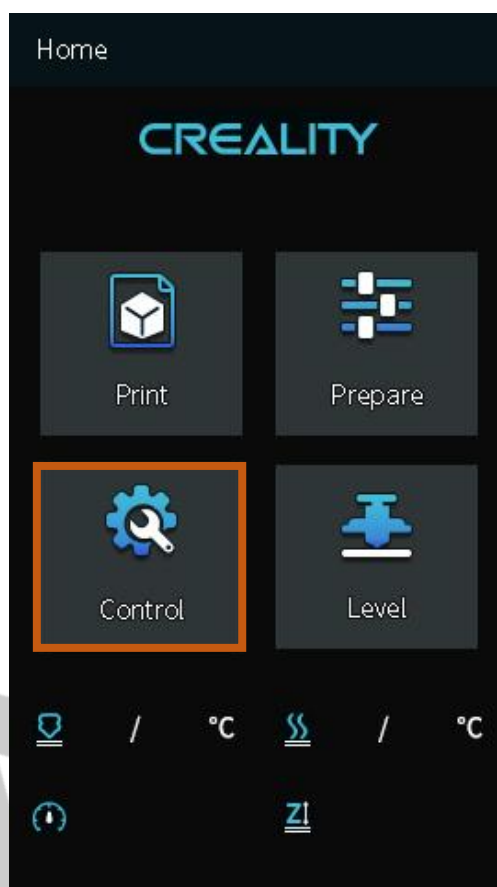 Home
CREALITY
Print
Prepare
Control
Level
/ °C / °C
Z